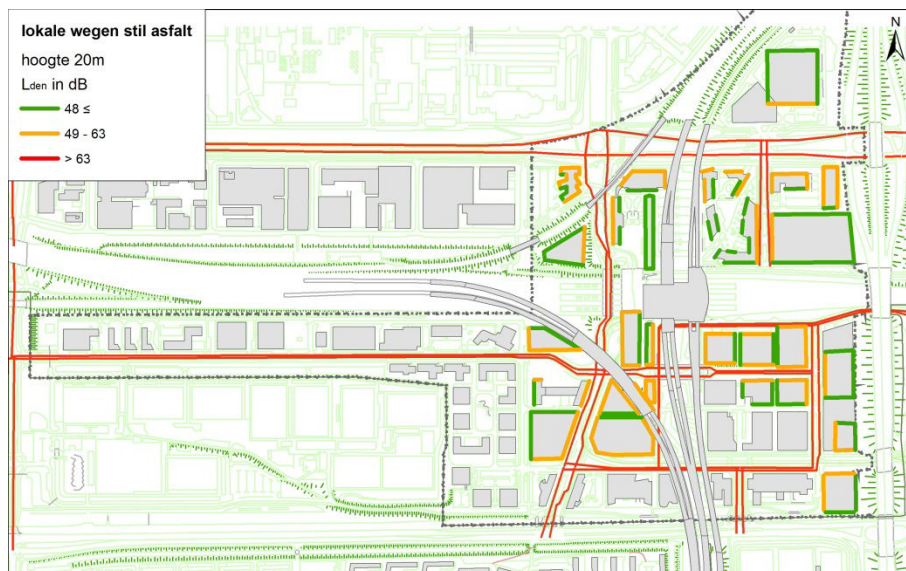 lokale wegen stil asfalt
hoogte 20m
Lden in dB
48 ≤
49 - 63
> 63
N